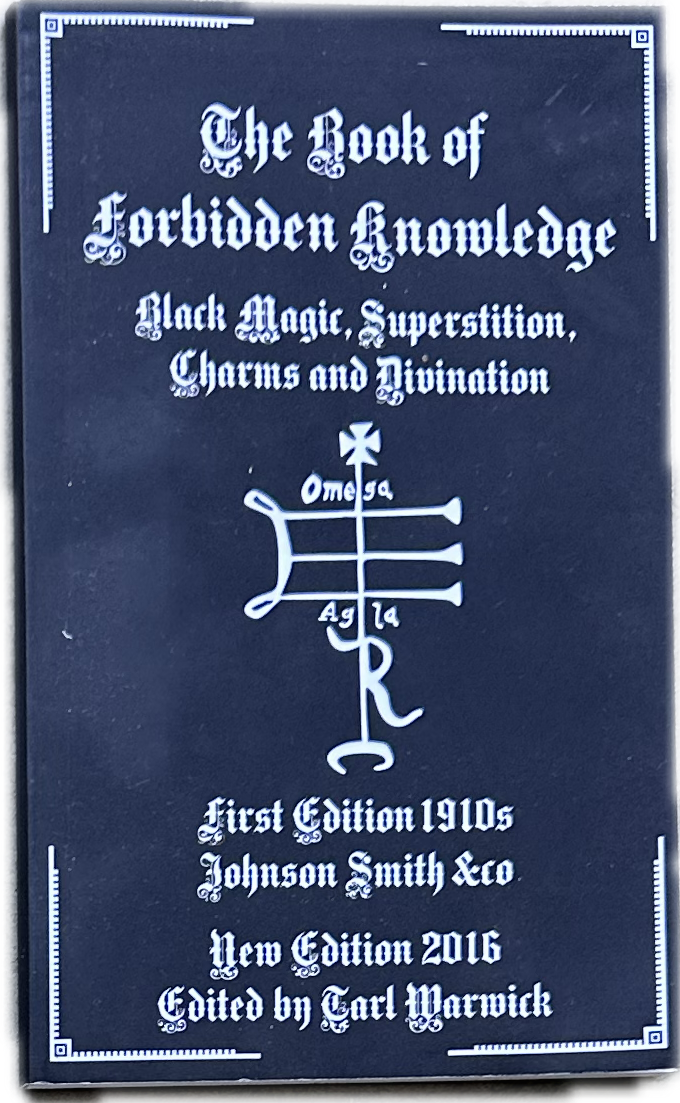 The Book of
Forbidden Knowledge
Black Magic, Superstition,
Charms and Divination
Omega
Agla
R
First Edition 1910s
Johnson Smith &co
New Edition 2016
Edited by Tarl Warwick